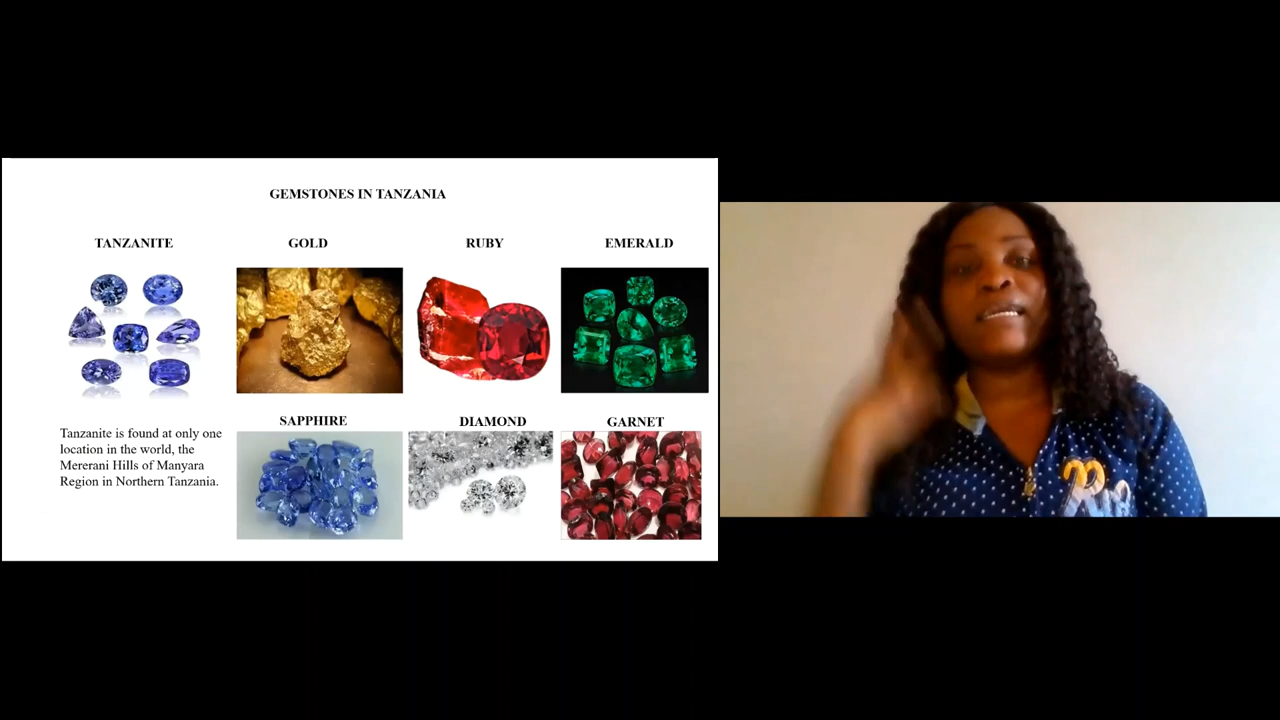 GEMSTONES IN TANZANIA
TANZANITE
GOLD
RUBY
EMERALD
SAPPHIRE
DIAMOND
GARNET
Tanzanite is found at only one
location in the world, the
Mererani Hills of Manyara
Region in Northern Tanzania.